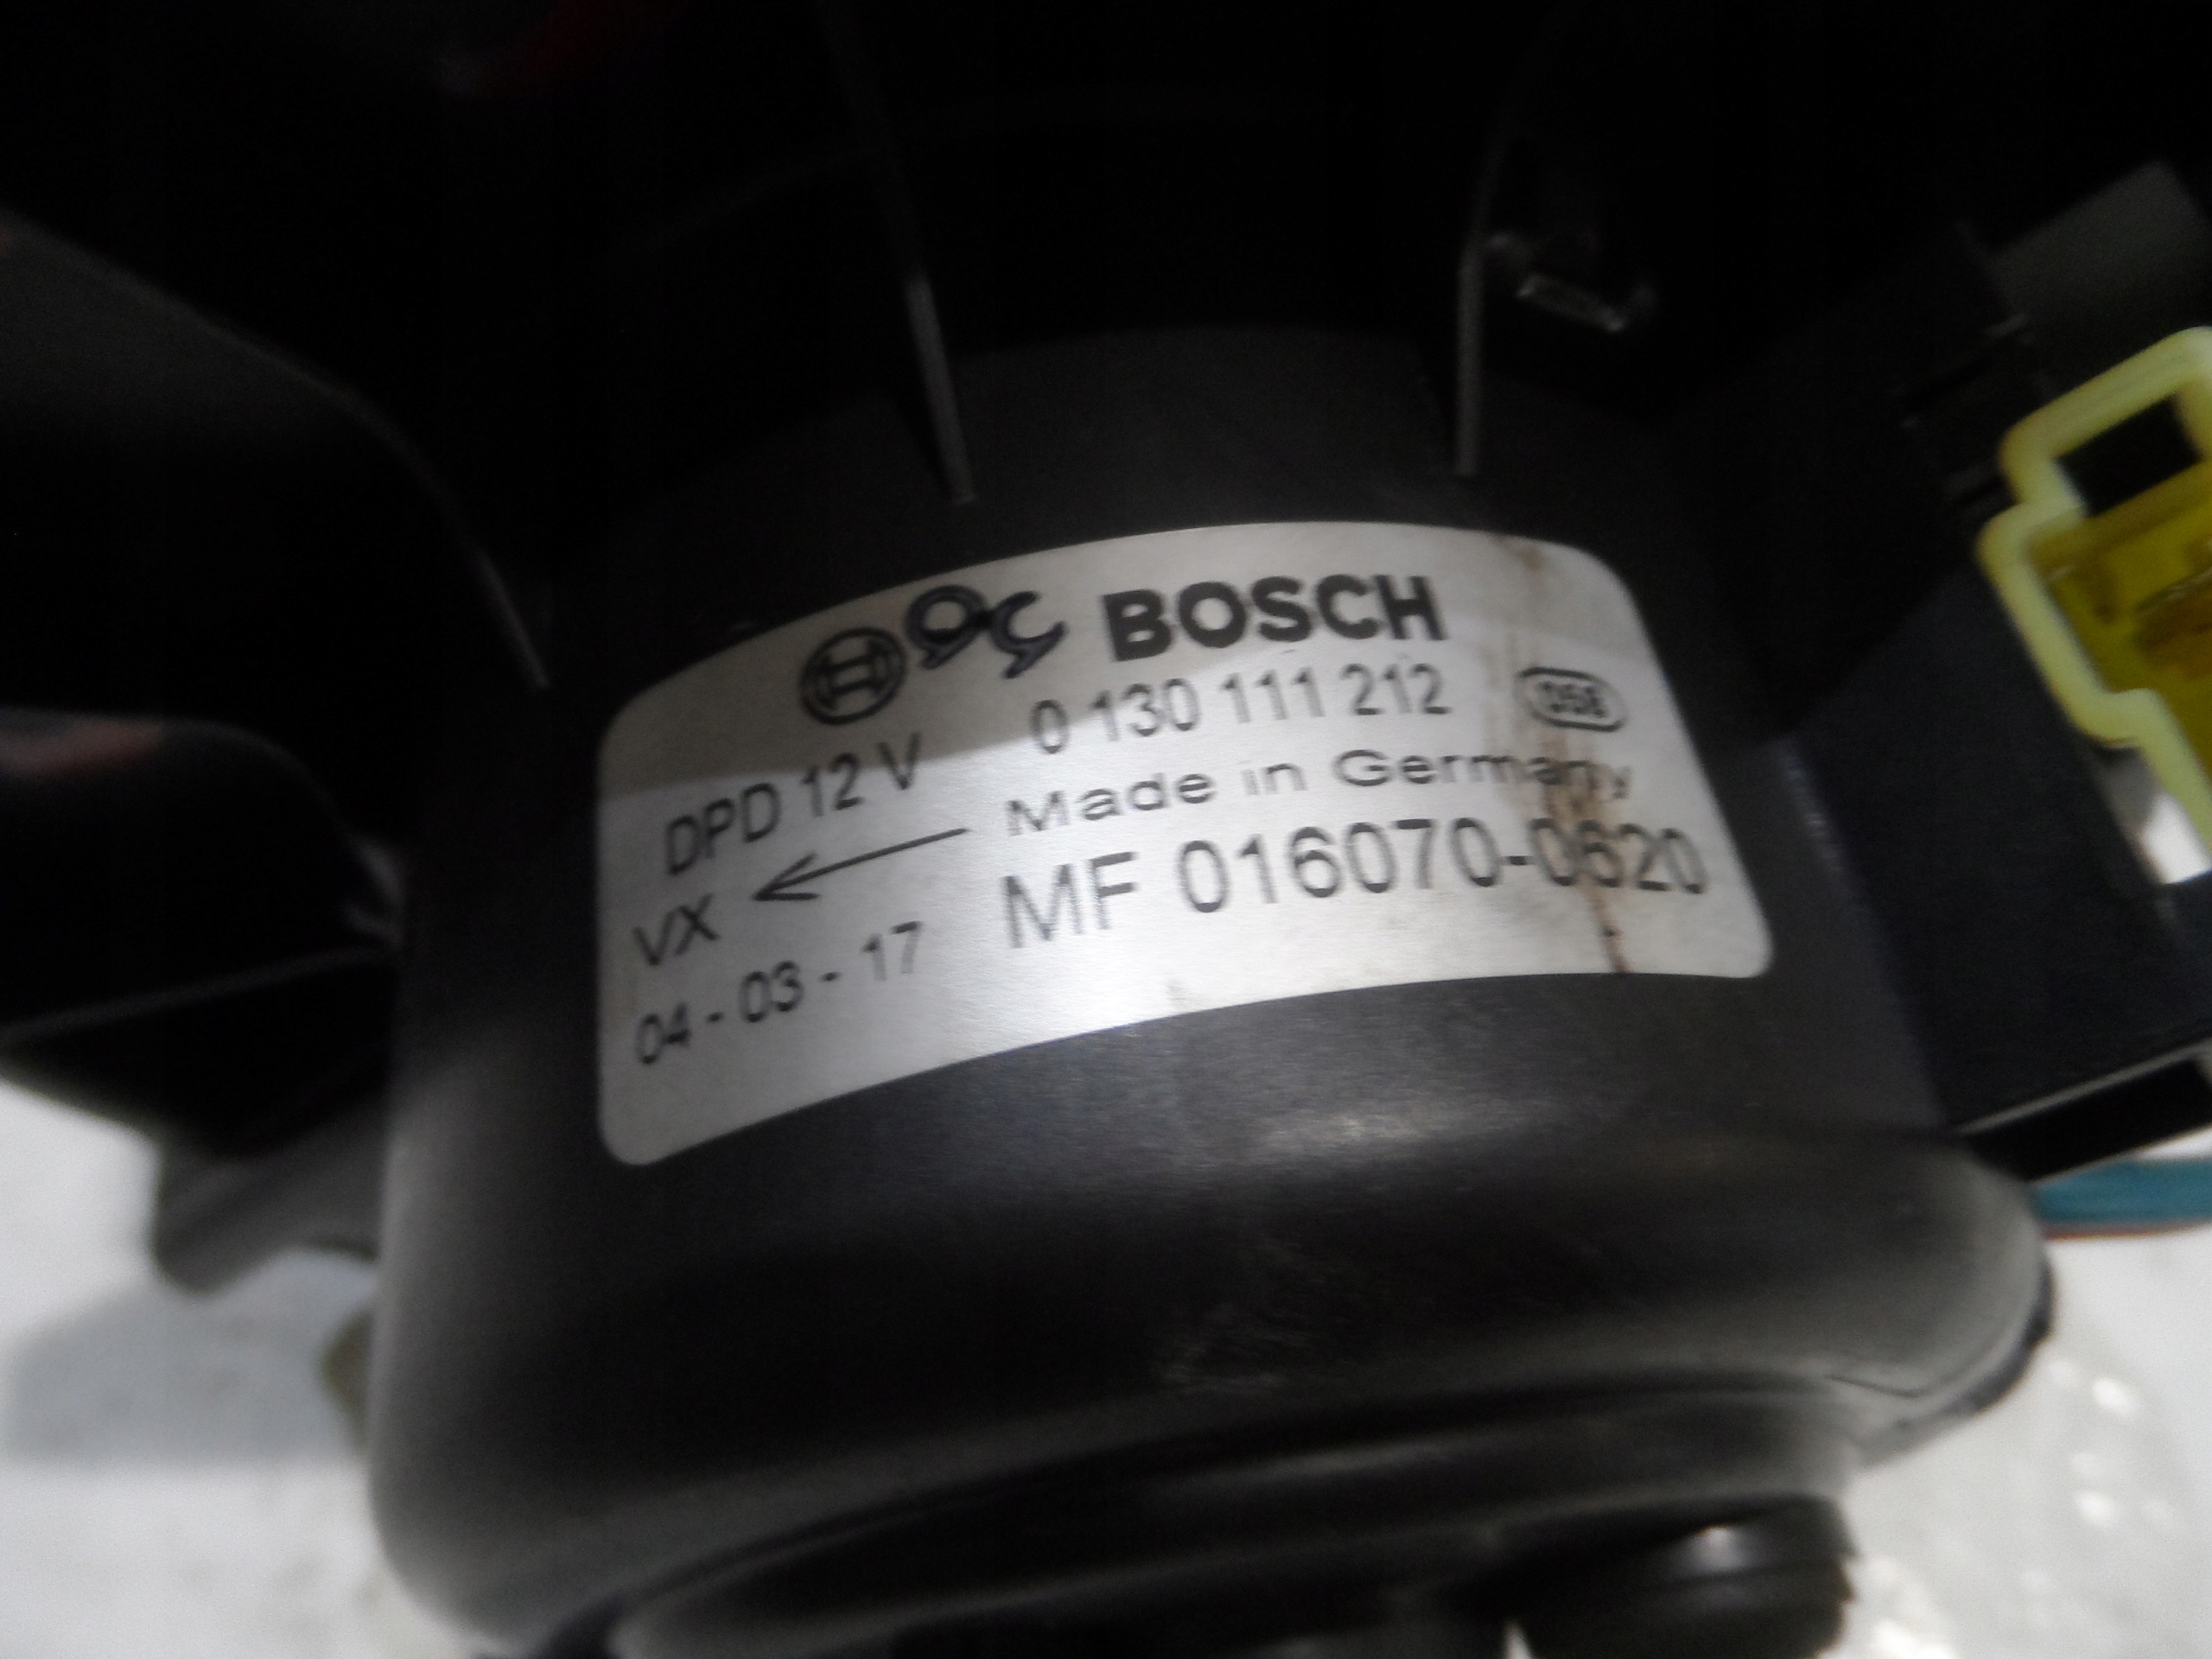 BOSCH
DPD 12 V 0 130 111 212
Made in Germany
VX MF 016070-0620
04 - 03 - 17